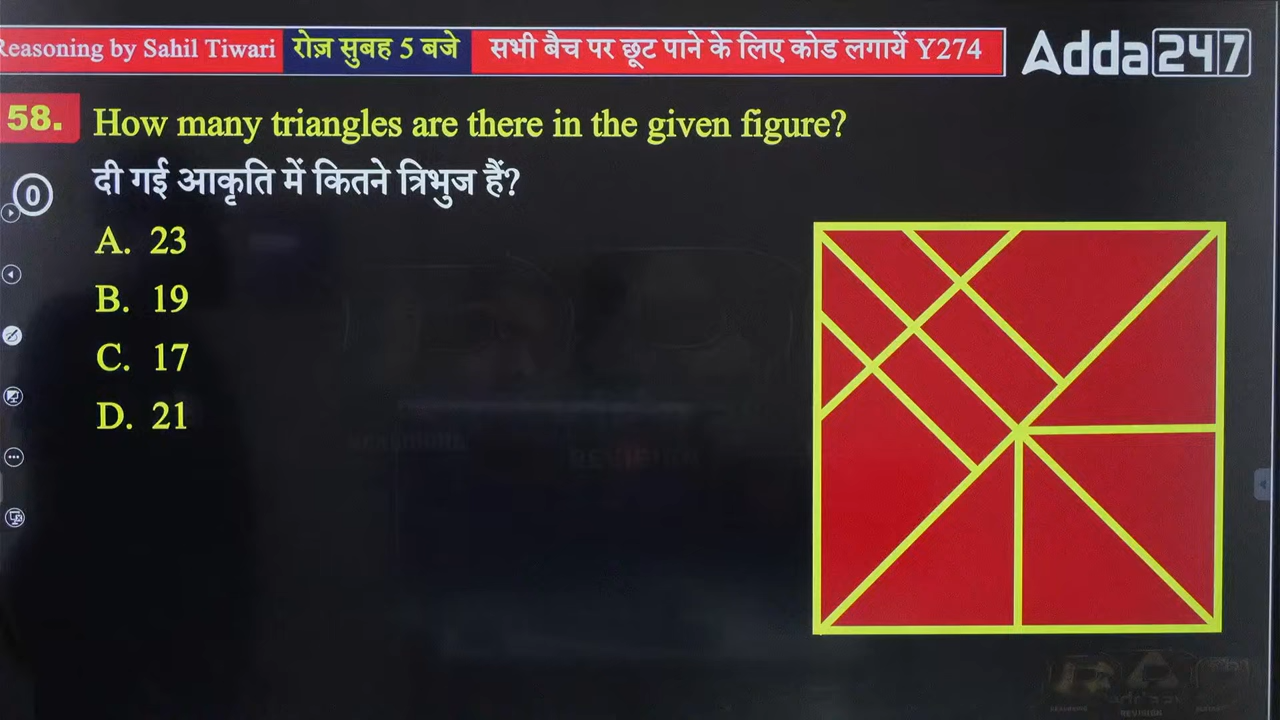 Reasoning by Sahil Tiwari रोज़ सुबह 5 बजे सभी बैच पर छूट पाने के लिए कोड लगायें Y274 Adda247
58. How many triangles are there in the given figure?
दी गई आकृति में कितने त्रिभुज हैं?
0
A. 23
B. 19
C. 17
D. 21